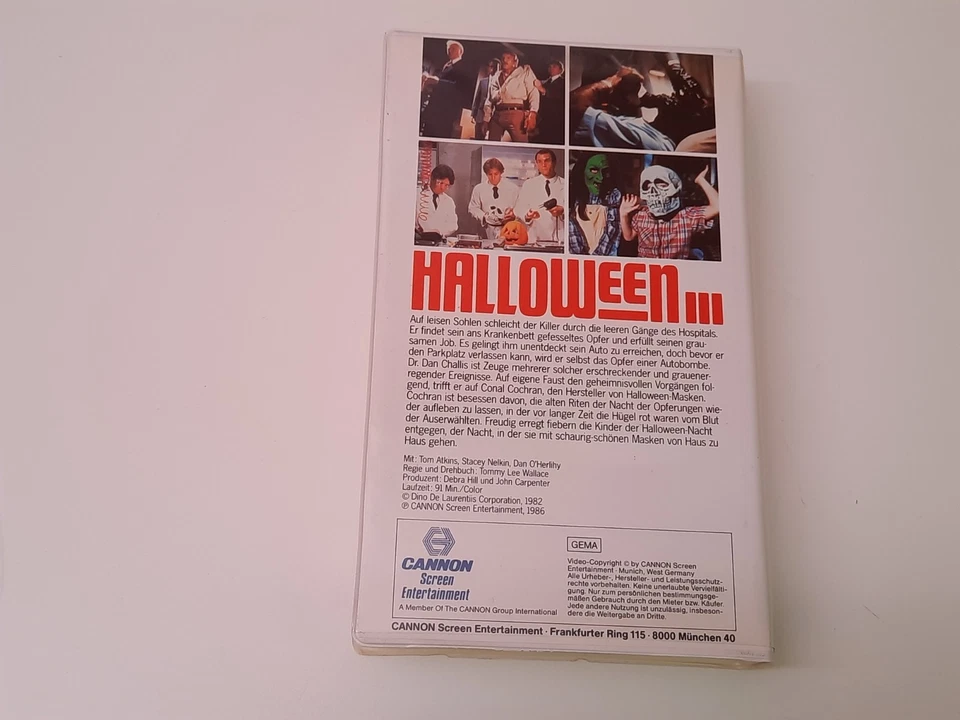 HALLOWEEN III
Auf leisen Sohlen schleicht der Killer durch die leeren Gänge des Hospitals.
Er findet sein ans Krankenbett gefesseltes Opfer und erfüllt seinen grau-
samen Job. Es gelingt ihm unentdeckt sein Auto zu erreichen, doch bevor er
den Parkplatz verlassen kann, wird er selbst das Opfer einer Autobombe.
Dr. Dan Challis ist Zeuge mehrerer solcher erschreckender und grauener-
regender Ereignisse. Auf eigene Faust den geheimnisvollen Vorgängen fol-
gend, trifft er auf Conal Cochran, den Hersteller von Halloween-Masken.
Cochran ist besessen davon, die alten Riten der Nacht der Opferungen wie-
der aufleben zu lassen, in der vor langer Zeit die Hügel rot waren vom Blut
der Auserwählten. Freudig erregt fiebern die Kinder der Halloween-Nacht
entgegen, der Nacht, in der sie mit schaurig-schönen Masken von Haus zu
Haus gehen.
Mit: Tom Atkins, Stacey Nelkin, Dan O'Herlihy
Regie und Drehbuch: Tommy Lee Wallace
Produzent: Debra Hill und John Carpenter
Laufzeit: 91 Min./Color
© Dino De Laurentiis Corporation, 1982
℗ CANNON Screen Entertainment, 1986
CANNON
Screen
Entertainment
A Member Of The CANNON Group International
GEMA
Video-Copyright © by CANNON Screen
Entertainment · Munich, West Germany
Alle Urheber-, Hersteller- und Leistungsschutz-
rechte vorbehalten. Keine unerlaubte Vervielfälti-
gung. Nur zum persönlichen bestimmungsge-
mäßen Gebrauch durch den Mieter bzw. Käufer.
Jede andere Nutzung ist unzulässig, insbeson-
dere die Weitergabe an Dritte.
CANNON Screen Entertainment · Frankfurter Ring 115 · 8000 München 40